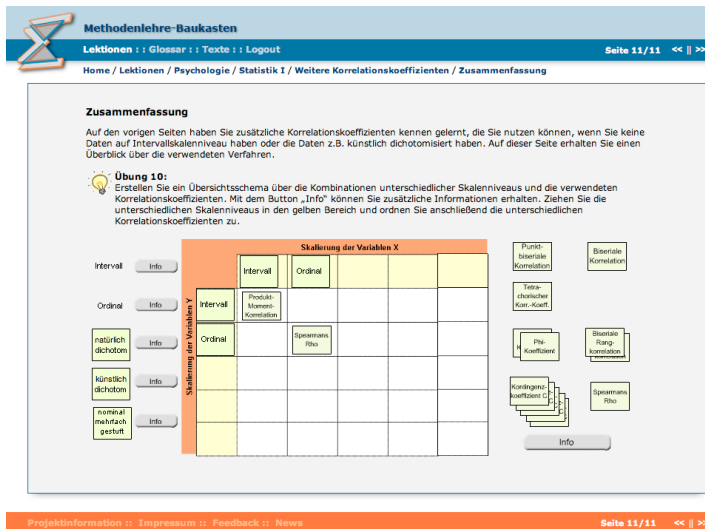 Methodenlehre-Baukasten
Lektionen : : Glossar : : Texte : : Logout
Seite 11/11 << || >>
Home / Lektionen / Psychologie / Statistik I / Weitere Korrelationskoeffizienten / Zusammenfassung
Zusammenfassung
Auf den vorigen Seiten haben Sie zusätzliche Korrelationskoeffizienten kennen gelernt, die Sie nutzen können, wenn Sie keine
Daten auf Intervallskalenniveau haben oder die Daten z.B. künstlich dichotomisiert haben. Auf dieser Seite erhalten Sie einen
Überblick über die verwendeten Verfahren.
Übung 10:
Erstellen Sie ein Übersichtsschema über die Kombinationen unterschiedlicher Skalenniveaus und die verwendeten
Korrelationskoeffizienten. Mit dem Button „Info" können Sie zusätzliche Informationen erhalten. Ziehen Sie die
unterschiedlichen Skalenniveaus in den gelben Bereich und ordnen Sie anschließend die unterschiedlichen
Korrelationskoeffizienten zu.
Intervall
Info
Ordinal
Info
natürlich
dichotom
Info
künstlich
dichotom
Info
nominal
mehrfach
gestuft
Info
Skalierung der Variablen X
Skalierung der Variablen Y
Intervall
Ordinal
Intervall
Produkt-
Moment-
Korrelation
Ordinal
Spearmans
Rho
Punkt-
biseriale
Korrelation
Biseriale
Korrelation
Tetra-
chorischer
Korr.-Koeff.
Phi-
Koeffizient
Biseriale
Rang-
korrelation
Kontingenz-
koeffizient C
Spearmans
Rho
Info
Projektinformation :: Impressum :: Feedback :: News
Seite 11/11 << || >>